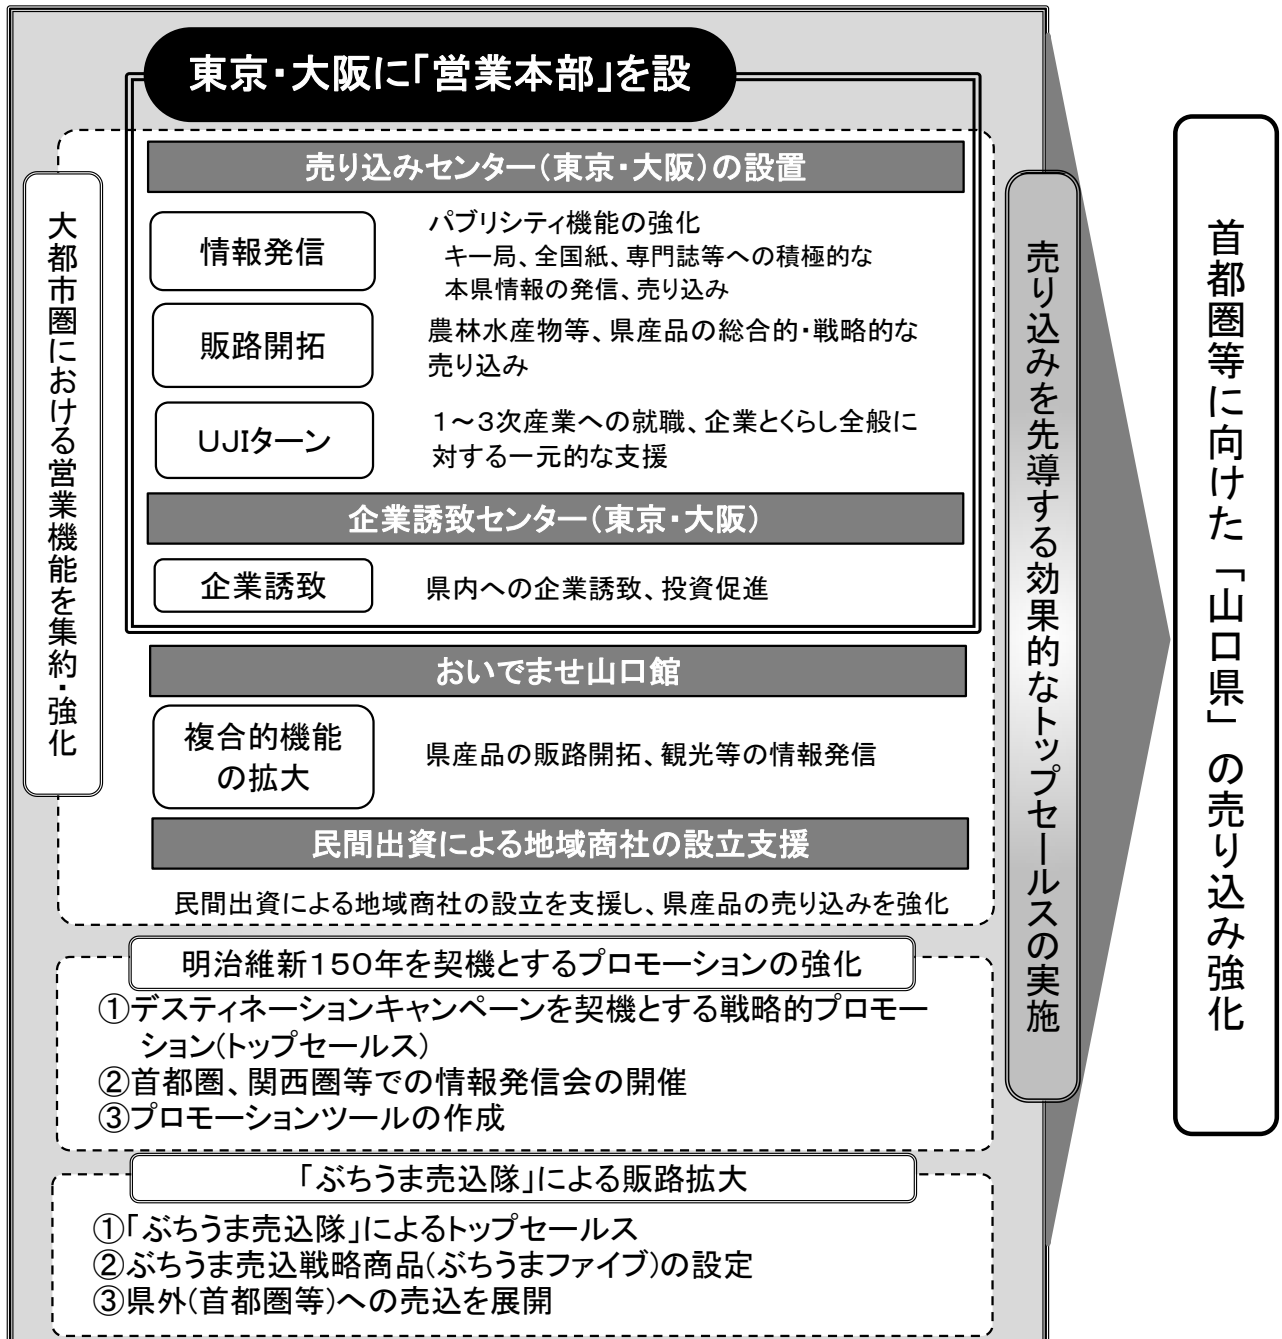 東京・大阪に｢営業本部｣を設
大都市圏における営業機能を集約・強化
売り込みセンター(東京・大阪)の設置
情報発信
パブリシティ機能の強化
キー局、全国紙、専門誌等への積極的な
本県情報の発信、売り込み
販路開拓
農林水産物等、県産品の総合的・戦略的な
売り込み
UJIターン
1～3次産業への就職、企業とくらし全般に
対する一元的な支援
企業誘致センター(東京・大阪)
企業誘致
県内への企業誘致、投資促進
おいでませ山口館
複合的機能
の拡大
県産品の販路開拓、観光等の情報発信
民間出資による地域商社の設立支援
民間出資による地域商社の設立を支援し、県産品の売り込みを強化
明治維新150年を契機とするプロモーションの強化
①デスティネーションキャンペーンを契機とする戦略的プロモー
ション(トップセールス)
②首都圏、関西圏等での情報発信会の開催
③プロモーションツールの作成
｢ぶちうま売込隊｣による販路拡大
①｢ぶちうま売込隊｣によるトップセールス
②ぶちうま売込戦略商品(ぶちうまファイブ)の設定
③県外(首都圏等)への売込を展開
売り込みを先導する効果的なトップセールスの実施
首都圏等に向けた「山口県」の売り込み強化